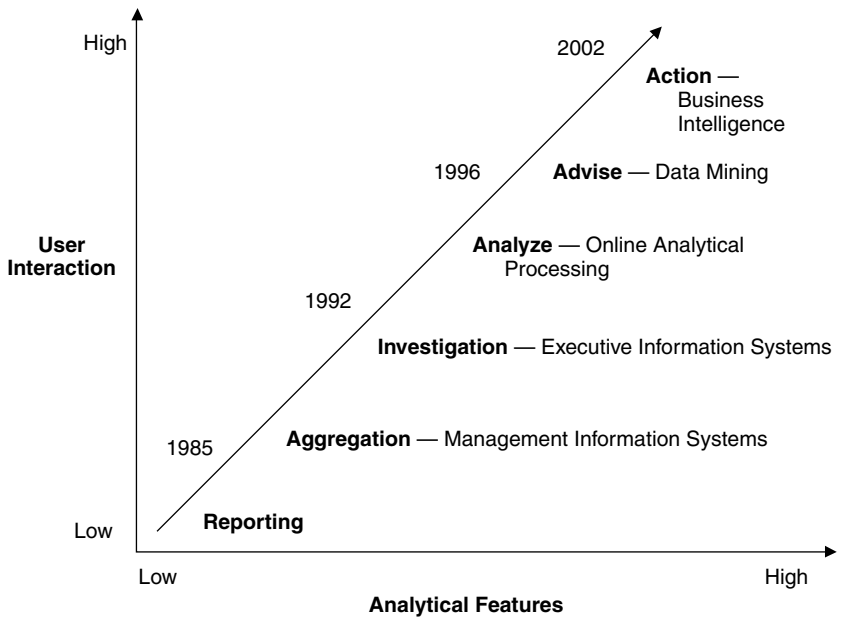 2002
High
Action —
Business
Intelligence
1996
Advise — Data Mining
User
Interaction
Analyze — Online Analytical
Processing
1992
Investigation — Executive Information Systems
1985
Aggregation — Management Information Systems
Reporting
Low
Low
High
Analytical Features